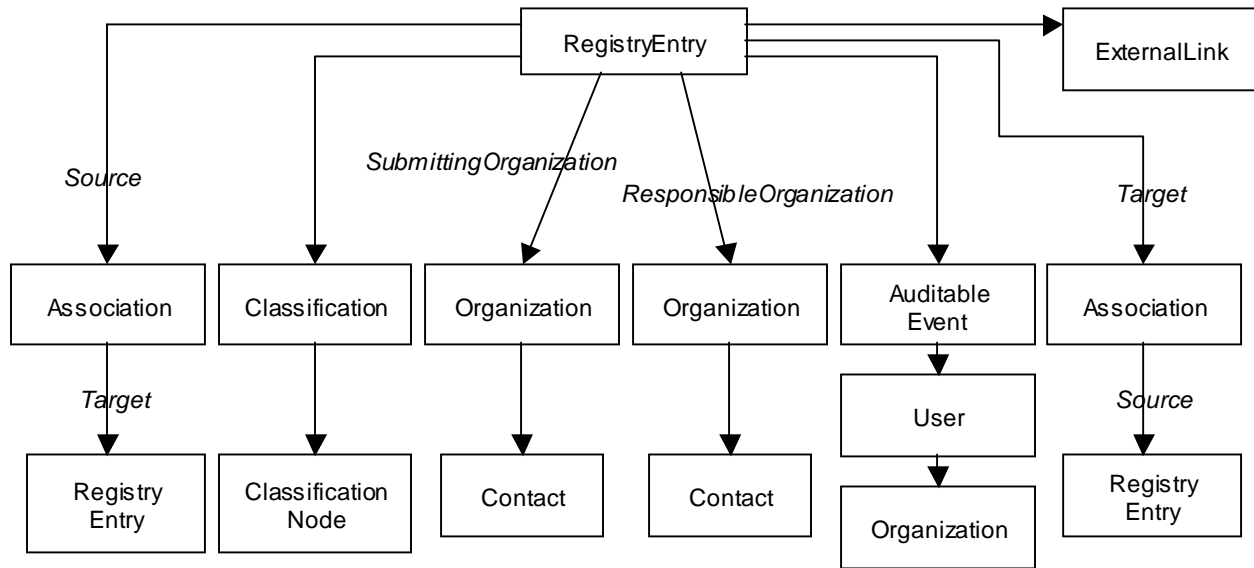 RegistryEntry
ExternalLink
SubmittingOrganization
Source
ResponsibleOrganization
Target
Association
Classification
Organization
Organization
Auditable
Event
Association
Target
User
Source
Registry
Entry
Classification
Node
Contact
Contact
Organization
Registry
Entry